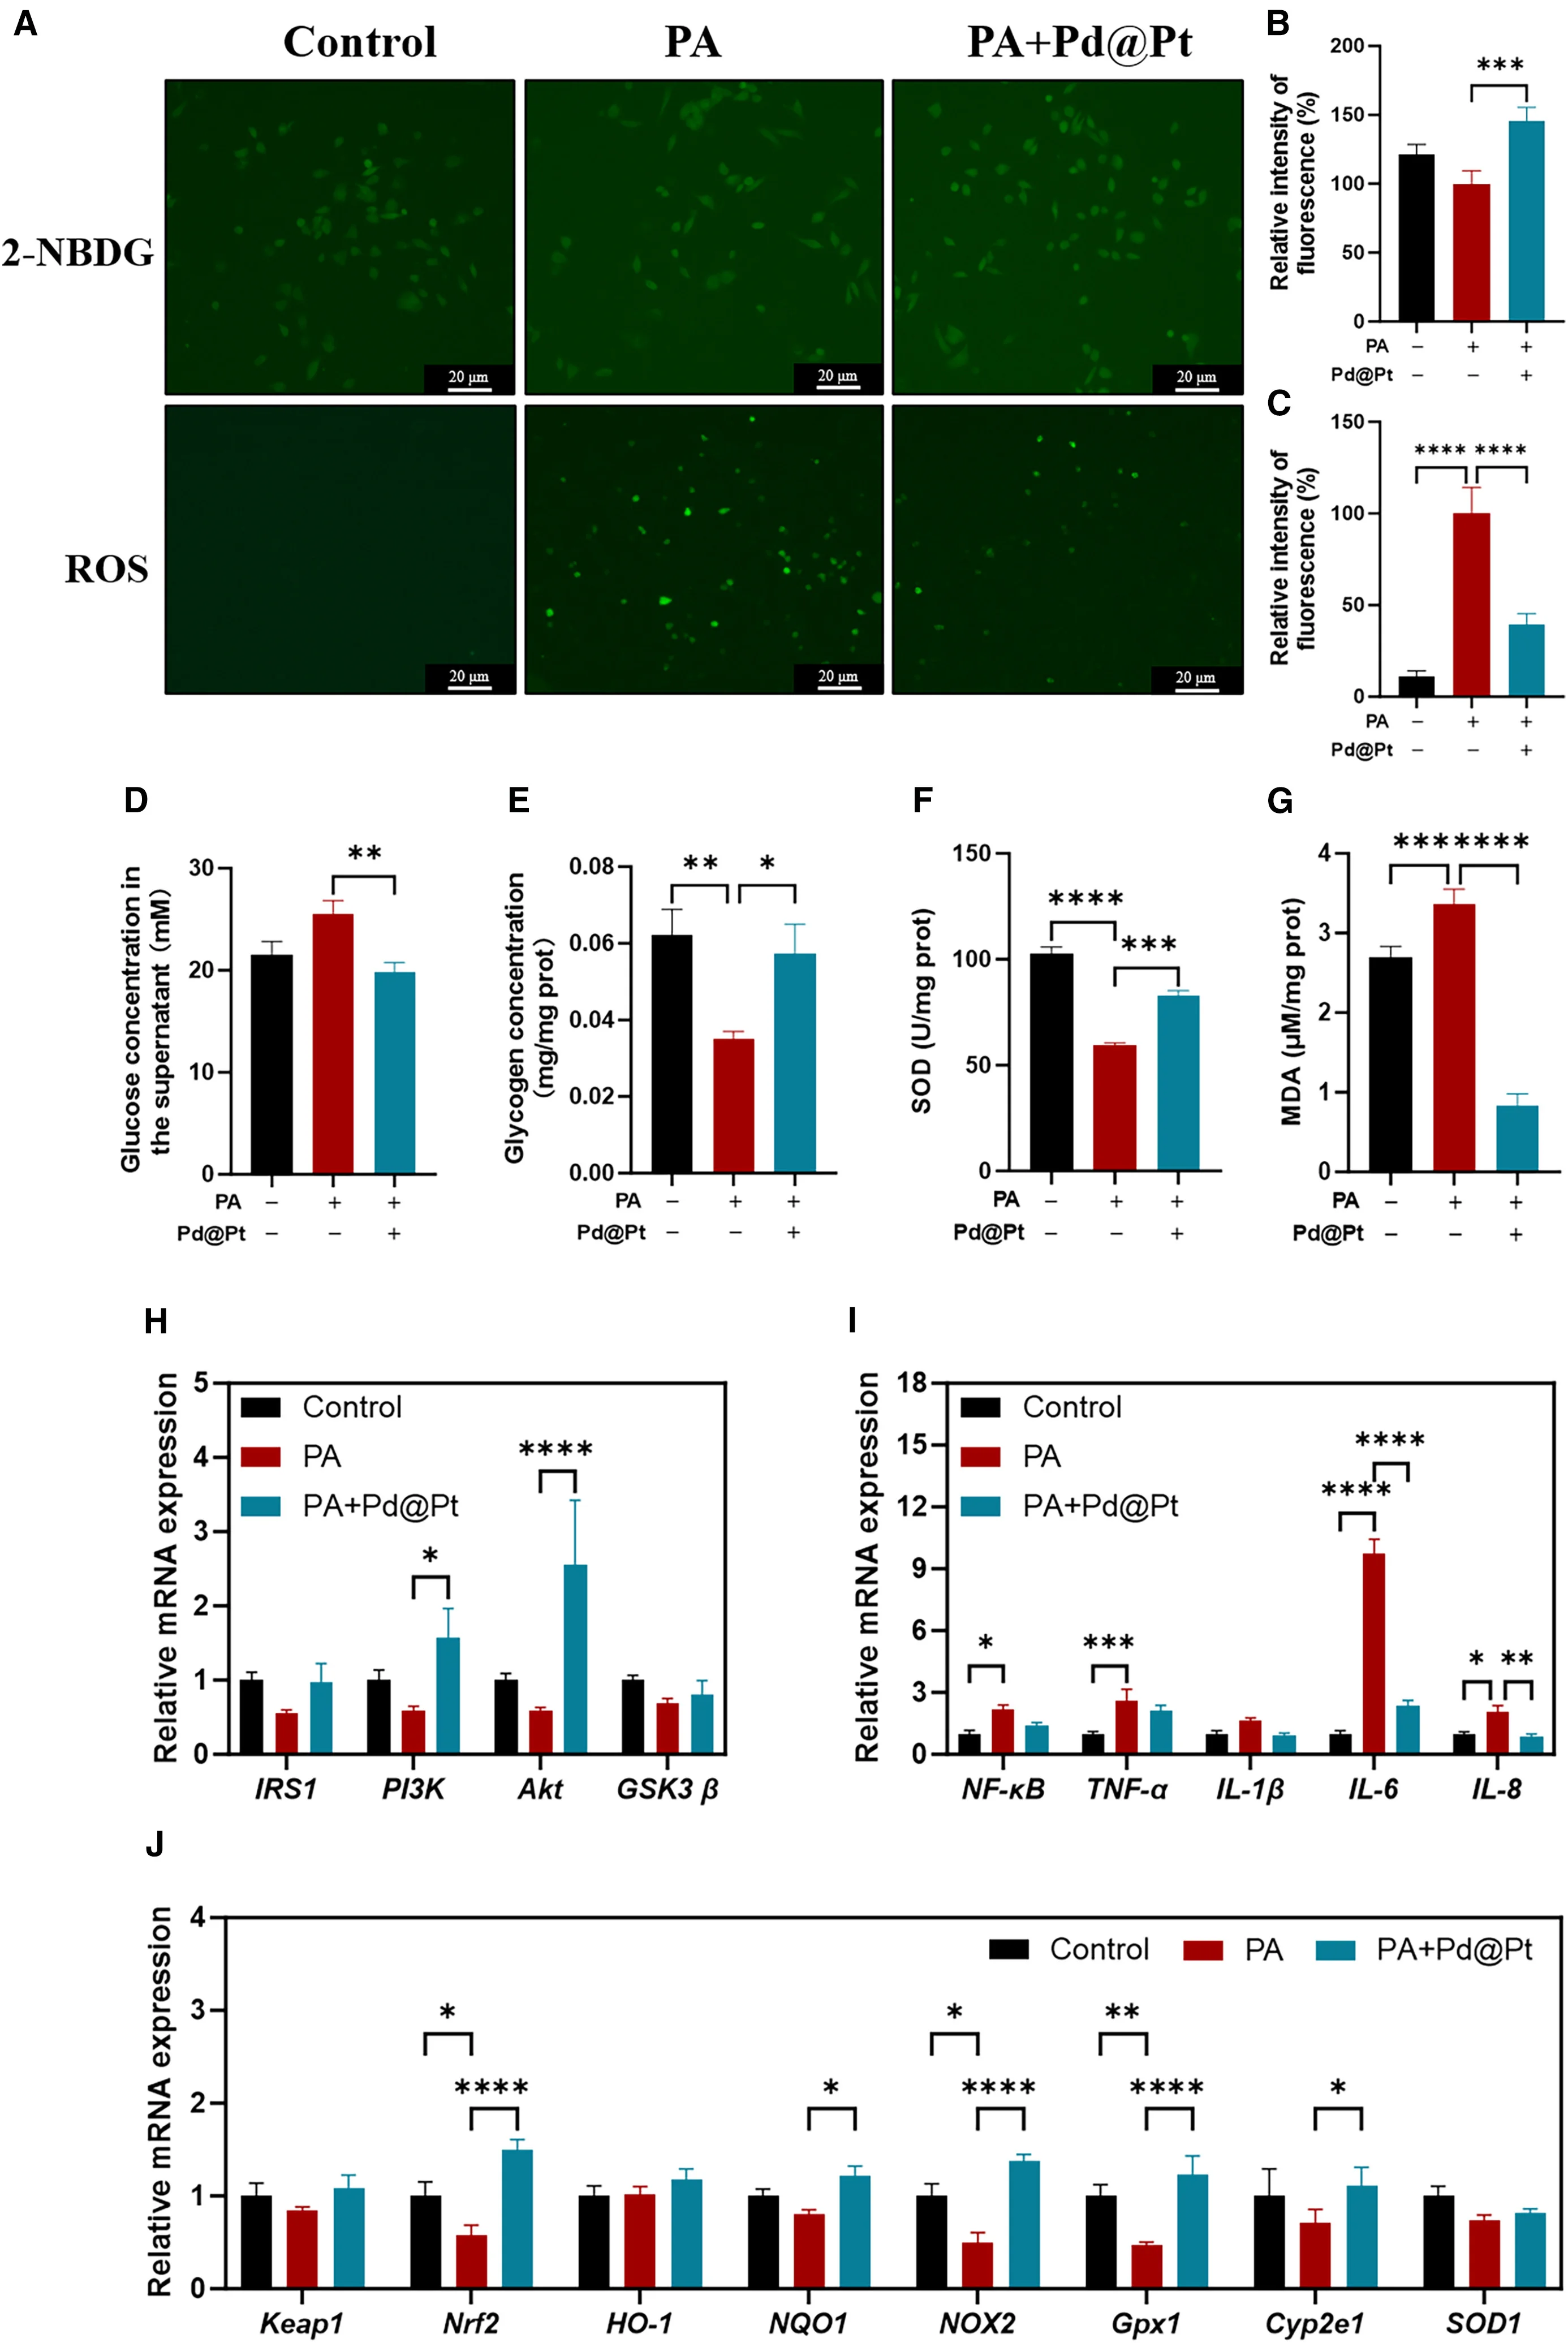 A
Control
PA
PA+Pd@Pt
2-NBDG
20 μm
20 μm
20 μm
ROS
20 μm
20 μm
20 μm
B
Relative intensity of
fluorescence (%)
200
150
100
50
0
***
PA − + +
Pd@Pt − − +
C
Relative intensity of
fluorescence (%)
150
100
50
0
**** ****
PA − + +
Pd@Pt − − +
D
Glucose concentration in
the supernatant (mM)
30
20
10
0
**
PA − + +
Pd@Pt − − +
E
Glycogen concentration
(mg/mg prot)
0.08
0.06
0.04
0.02
0.00
** *
PA − + +
Pd@Pt − − +
F
SOD (U/mg prot)
150
100
50
0
****
***
PA − + +
Pd@Pt − − +
G
MDA (μM/mg prot)
4
3
2
1
0
*******
PA − + +
Pd@Pt − − +
H
Relative mRNA expression
5
4
3
2
1
0
Control
PA
PA+Pd@Pt
****
*
IRS1 PI3K Akt GSK3 β
I
Relative mRNA expression
18
15
12
9
6
3
0
Control
PA
PA+Pd@Pt
****
****
* *** * **
NF-κB TNF-α IL-1β IL-6 IL-8
J
Relative mRNA expression
4
3
2
1
0
Control PA PA+Pd@Pt
* * **
**** * **** **** *
Keap1 Nrf2 HO-1 NQO1 NOX2 Gpx1 Cyp2e1 SOD1